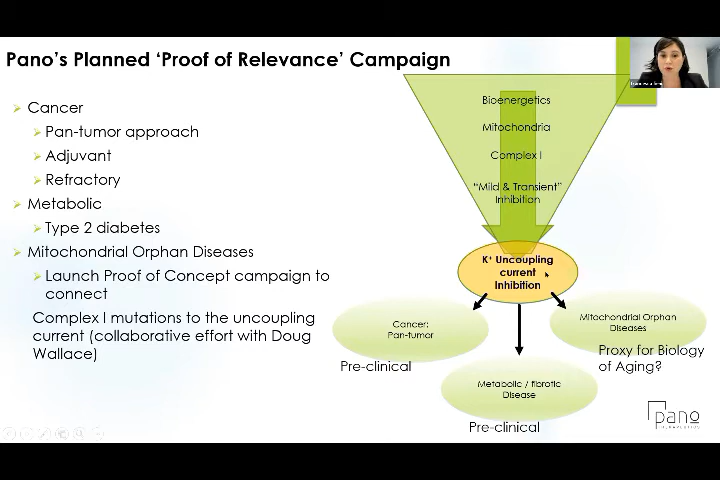 Pano's Planned 'Proof of Relevance' Campaign
Cancer
Pan-tumor approach
Adjuvant
Refractory
Metabolic
Type 2 diabetes
Mitochondrial Orphan Diseases
Launch Proof of Concept campaign to
connect
Complex I mutations to the uncoupling
current (collaborative effort with Doug
Wallace)
Bioenergetics
Mitochondria
Complex I
"Mild & Transient"
Inhibition
K⁺ Uncoupling
current
Inhibition
Cancer:
Pan-tumor
Pre-clinical
Metabolic / fibrotic
Disease
Pre-clinical
Mitochondrial Orphan
Diseases
Proxy for Biology
of Aging?
pano
THERAPEUTICS